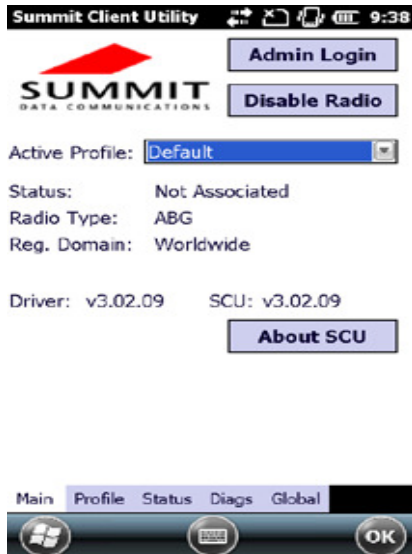 Summit Client Utility 9:38
Admin Login
SUMMIT
DATA COMMUNICATIONS
Disable Radio
Active Profile: Default
Status: Not Associated
Radio Type: ABG
Reg. Domain: Worldwide
Driver: v3.02.09 SCU: v3.02.09
About SCU
Main Profile Status Diags Global
OK